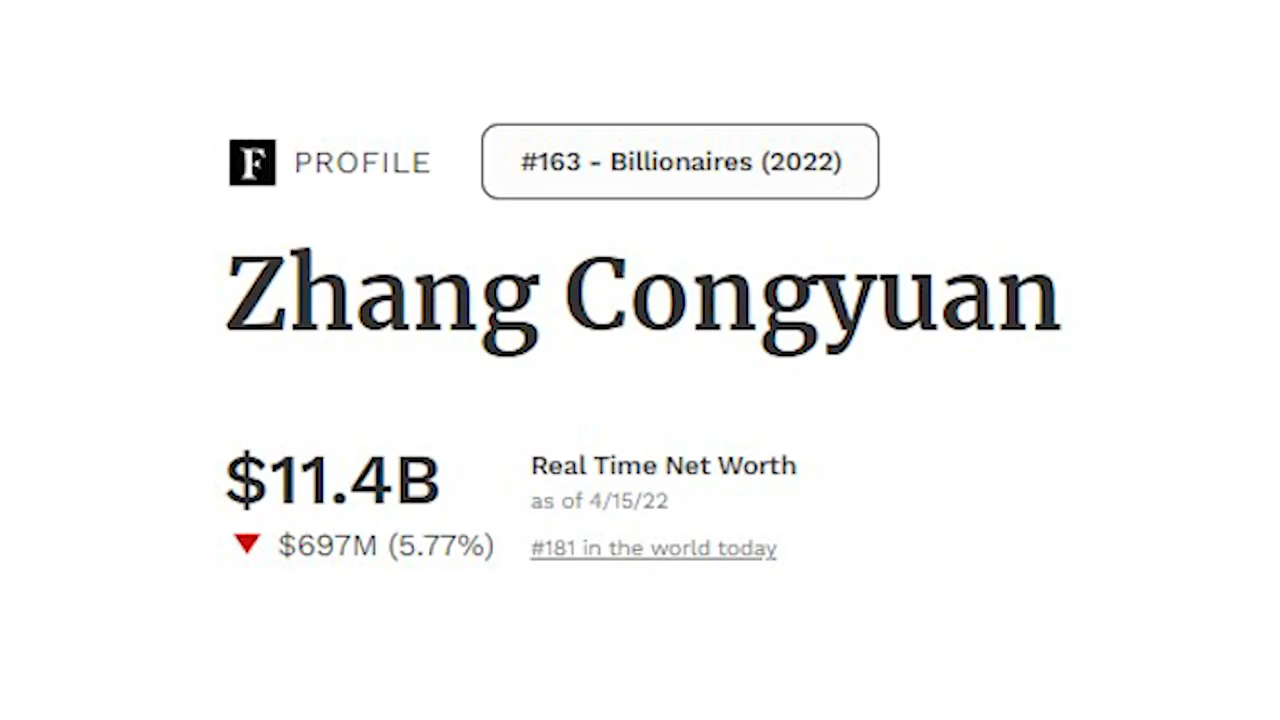 F PROFILE #163 - Billionaires (2022)
Zhang Congyuan
$11.4B Real Time Net Worth
as of 4/15/22
▼ $697M (5.77%) #181 in the world today